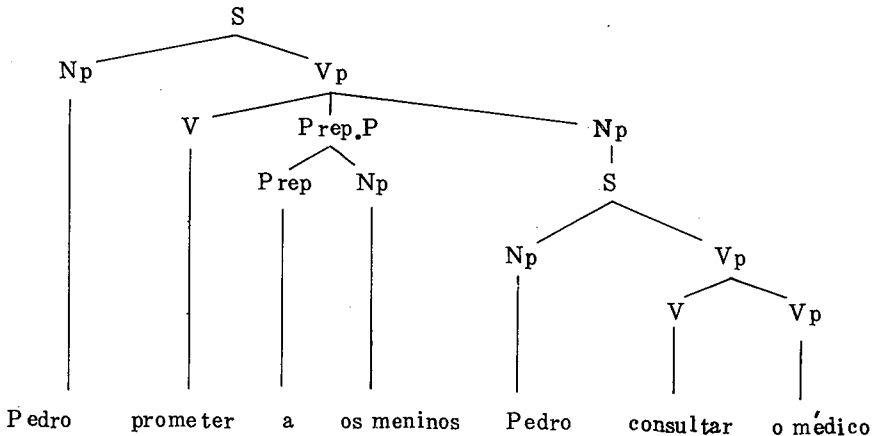 S
Np Vp
V Prep.P Np
Prep Np S
Np Vp
V Vp
Pedro prometer a os meninos Pedro consultar o médico